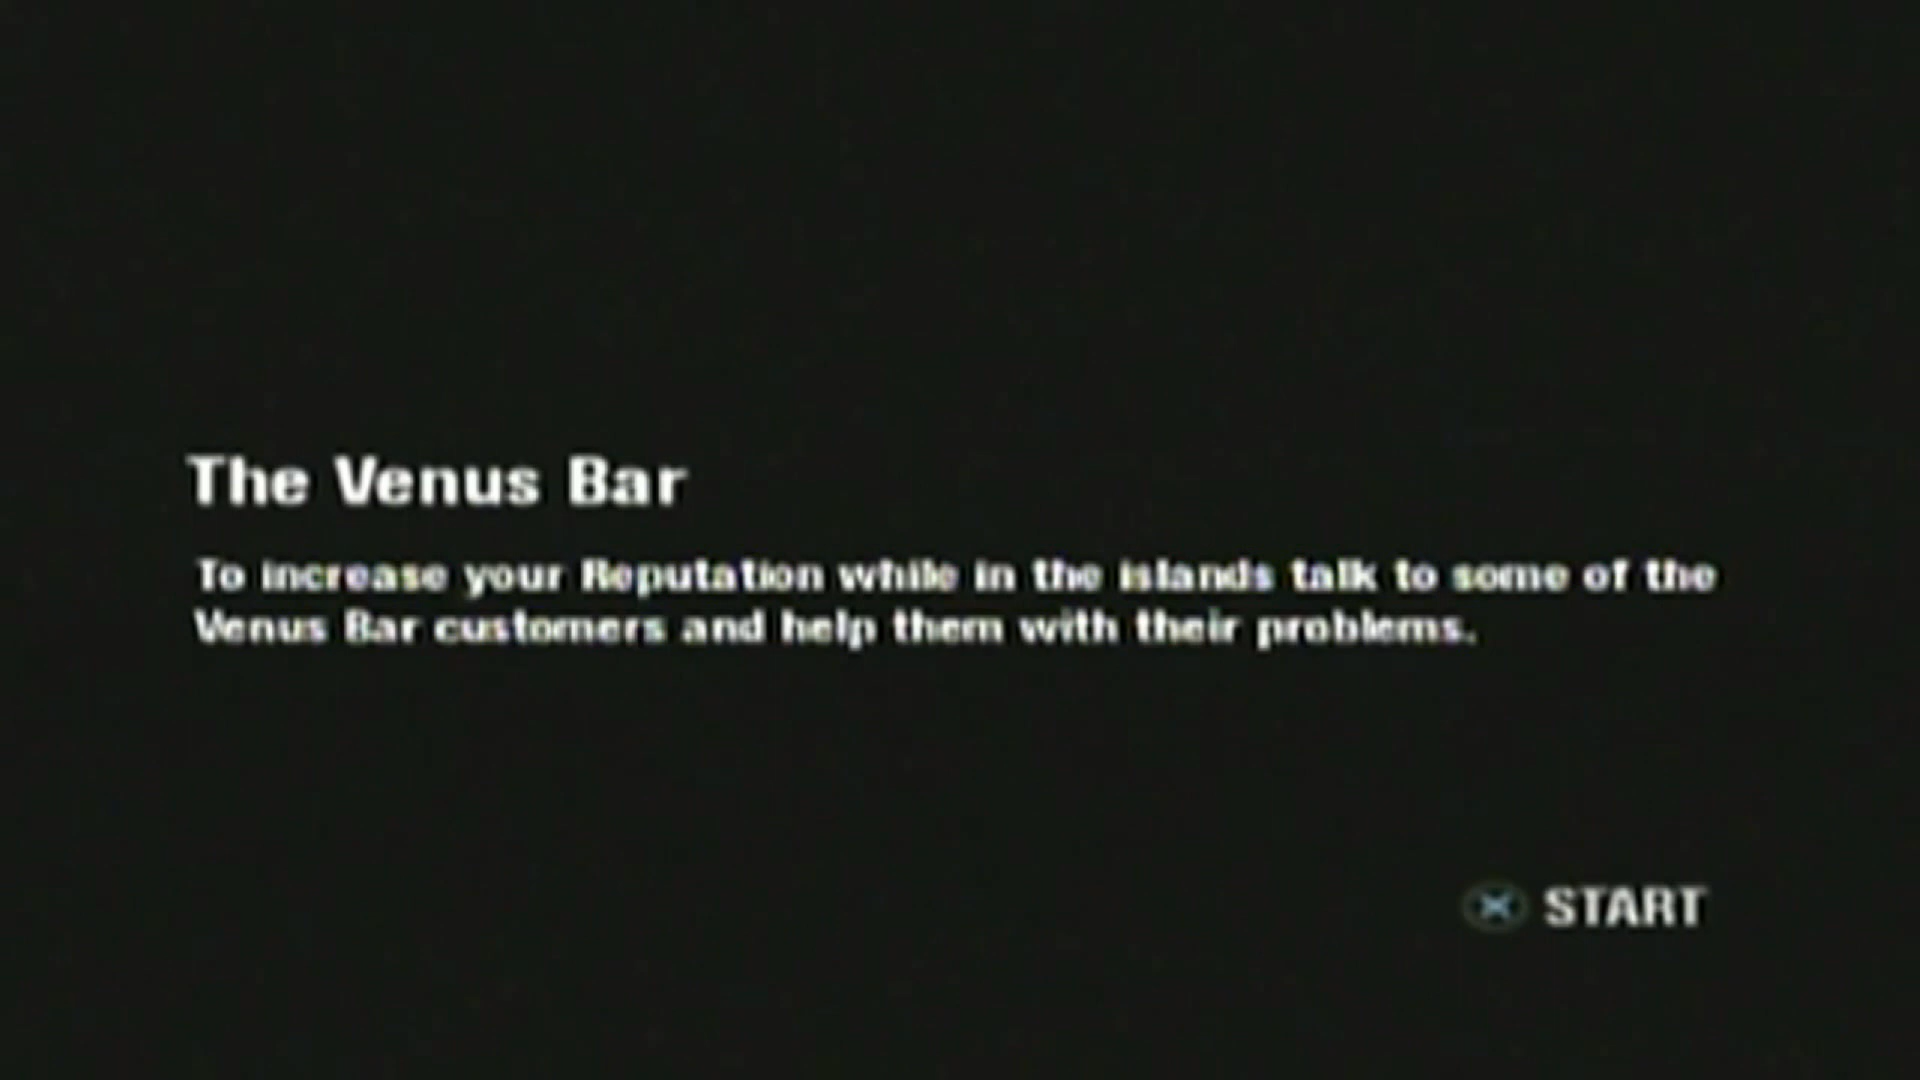 The Venus Bar
To increase your Reputation while in the islands talk to some of the
Venus Bar customers and help them with their problems.
START